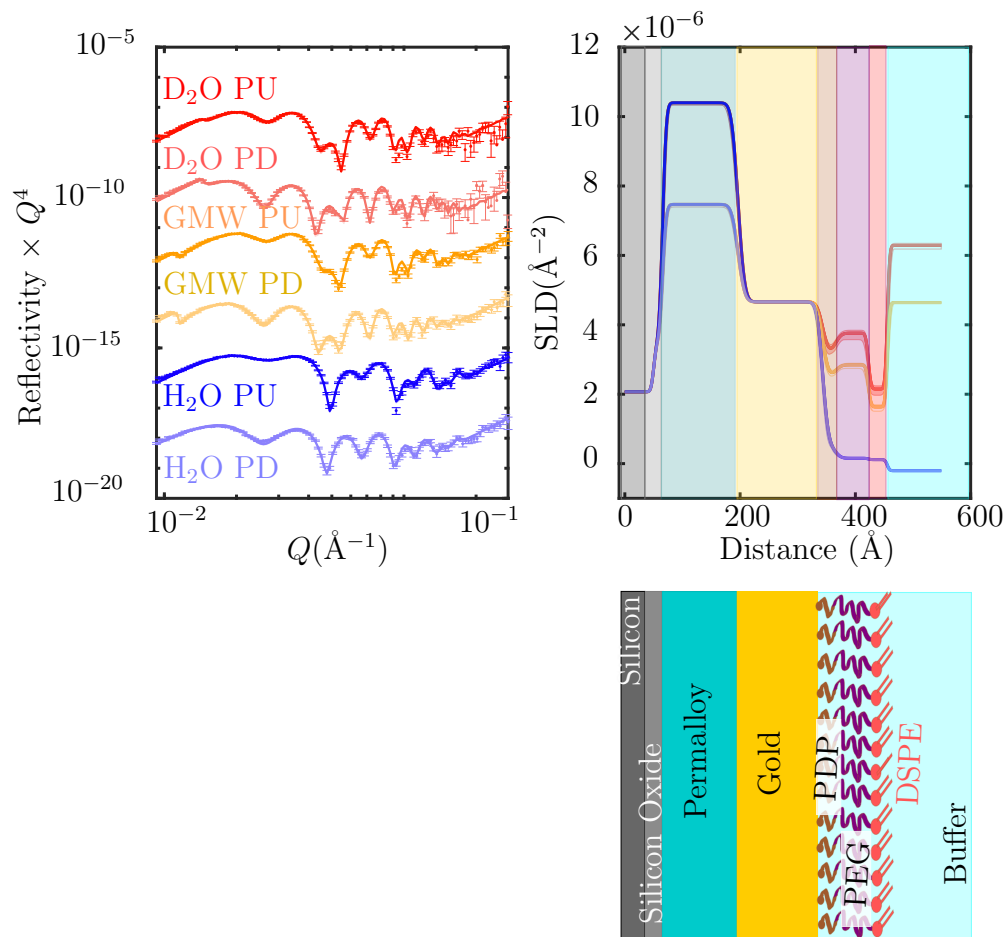 10⁻⁵
10⁻¹⁰
10⁻¹⁵
10⁻²⁰
Reflectivity × Q⁴
D₂O PU
D₂O PD
GMW PU
GMW PD
H₂O PU
H₂O PD
10⁻²
10⁻¹
Q(Å⁻¹)
×10⁻⁶
12
10
8
6
4
2
0
SLD(Å⁻²)
0
200
400
600
Distance (Å)
Silicon
Silicon Oxide
Permalloy
Gold
PDP
PEG
DSPE
Buffer